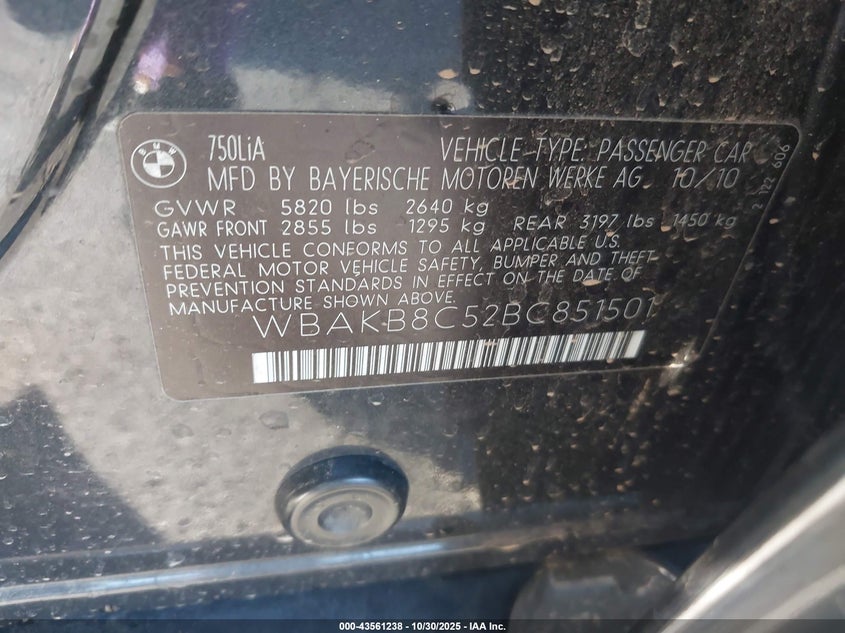 BMW
750LiA VEHICLE-TYPE: PASSENGER CAR
MFD BY BAYERISCHE MOTOREN WERKE AG 10/10
GVWR 5820 lbs 2640 kg
GAWR FRONT 2855 lbs 1295 kg REAR 3197 lbs 1450 kg
THIS VEHICLE CONFORMS TO ALL APPLICABLE U.S.
FEDERAL MOTOR VEHICLE SAFETY, BUMPER AND THEFT
PREVENTION STANDARDS IN EFFECT ON THE DATE OF
MANUFACTURE SHOWN ABOVE.
WBAKB8C52BC851501
2 122 606
000-43561238 - 10/30/2025 - IAA Inc.